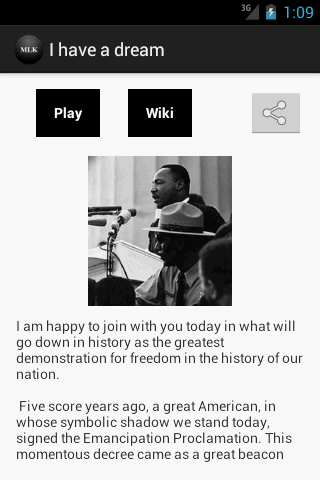 3G 1:09
MLK I have a dream
Play Wiki
I am happy to join with you today in what will
go down in history as the greatest
demonstration for freedom in the history of our
nation.
Five score years ago, a great American, in
whose symbolic shadow we stand today,
signed the Emancipation Proclamation. This
momentous decree came as a great beacon